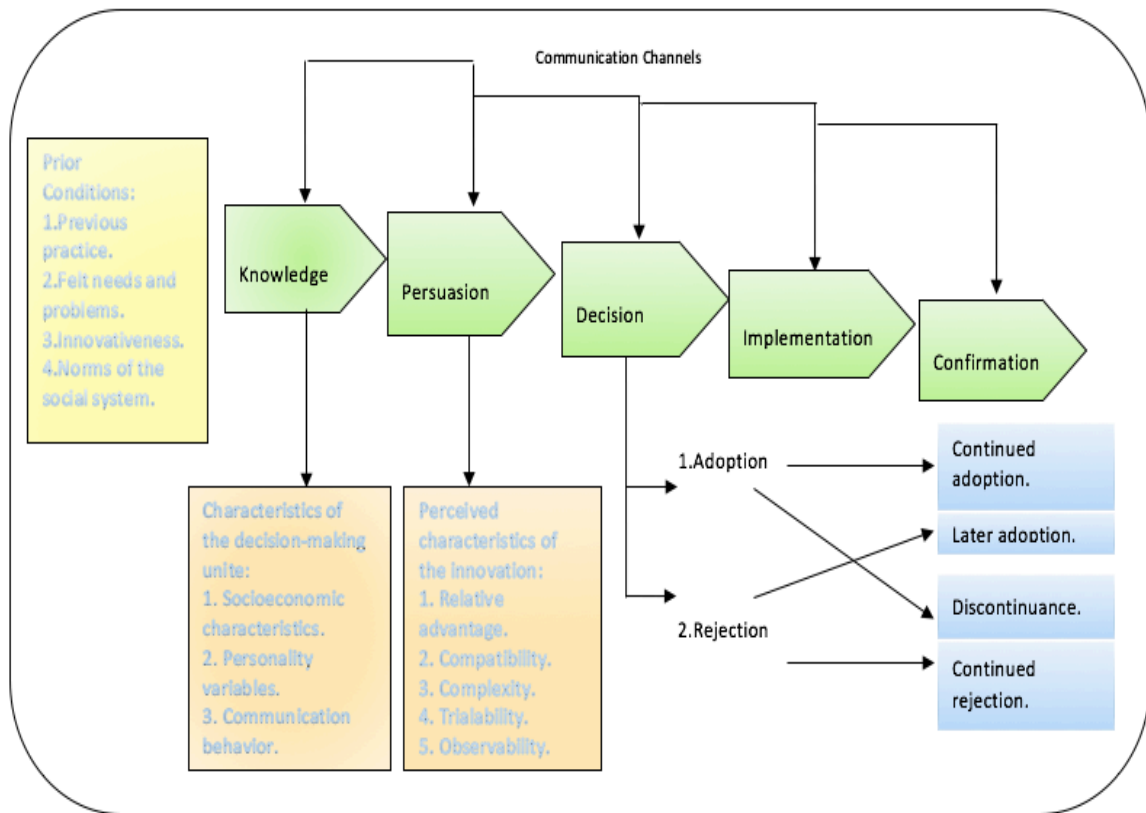 Communication Channels
Prior
Conditions:
1.Previous
practice.
2.Felt needs and
problems.
3.Innovativeness.
4.Norms of the
social system.
Knowledge
Persuasion
Decision
Implementation
Confirmation
Characteristics of
the decision-making
unite:
1. Socioeconomic
characteristics.
2. Personality
variables.
3. Communication
behavior.
Perceived
characteristics of
the innovation:
1. Relative
advantage.
2. Compatibility.
3. Complexity.
4. Trialability.
5. Observability.
1.Adoption
2.Rejection
Continued
adoption.
Later adoption.
Discontinuance.
Continued
rejection.